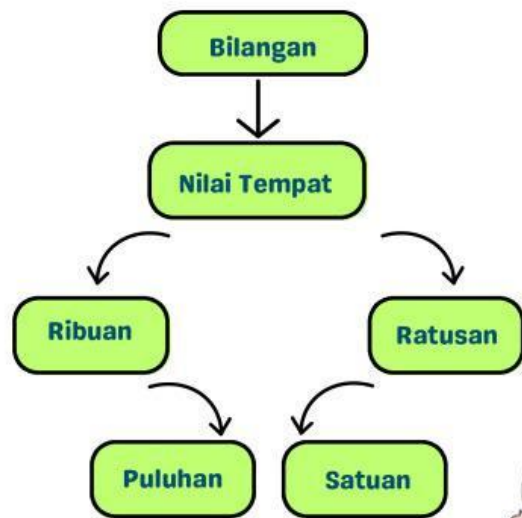 Bilangan
Nilai Tempat
Ribuan
Ratusan
Puluhan
Satuan